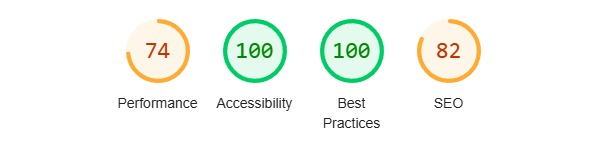 74 100 100 82
Performance Accessibility Best SEO
Practices